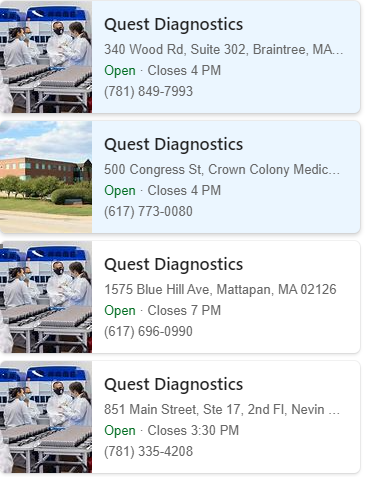 Quest Diagnostics
340 Wood Rd, Suite 302, Braintree, MA...
Open · Closes 4 PM
(781) 849-7993
Quest Diagnostics
500 Congress St, Crown Colony Medic...
Open · Closes 4 PM
(617) 773-0080
Quest Diagnostics
1575 Blue Hill Ave, Mattapan, MA 02126
Open · Closes 7 PM
(617) 696-0990
Quest Diagnostics
851 Main Street, Ste 17, 2nd Fl, Nevin ...
Open · Closes 3:30 PM
(781) 335-4208